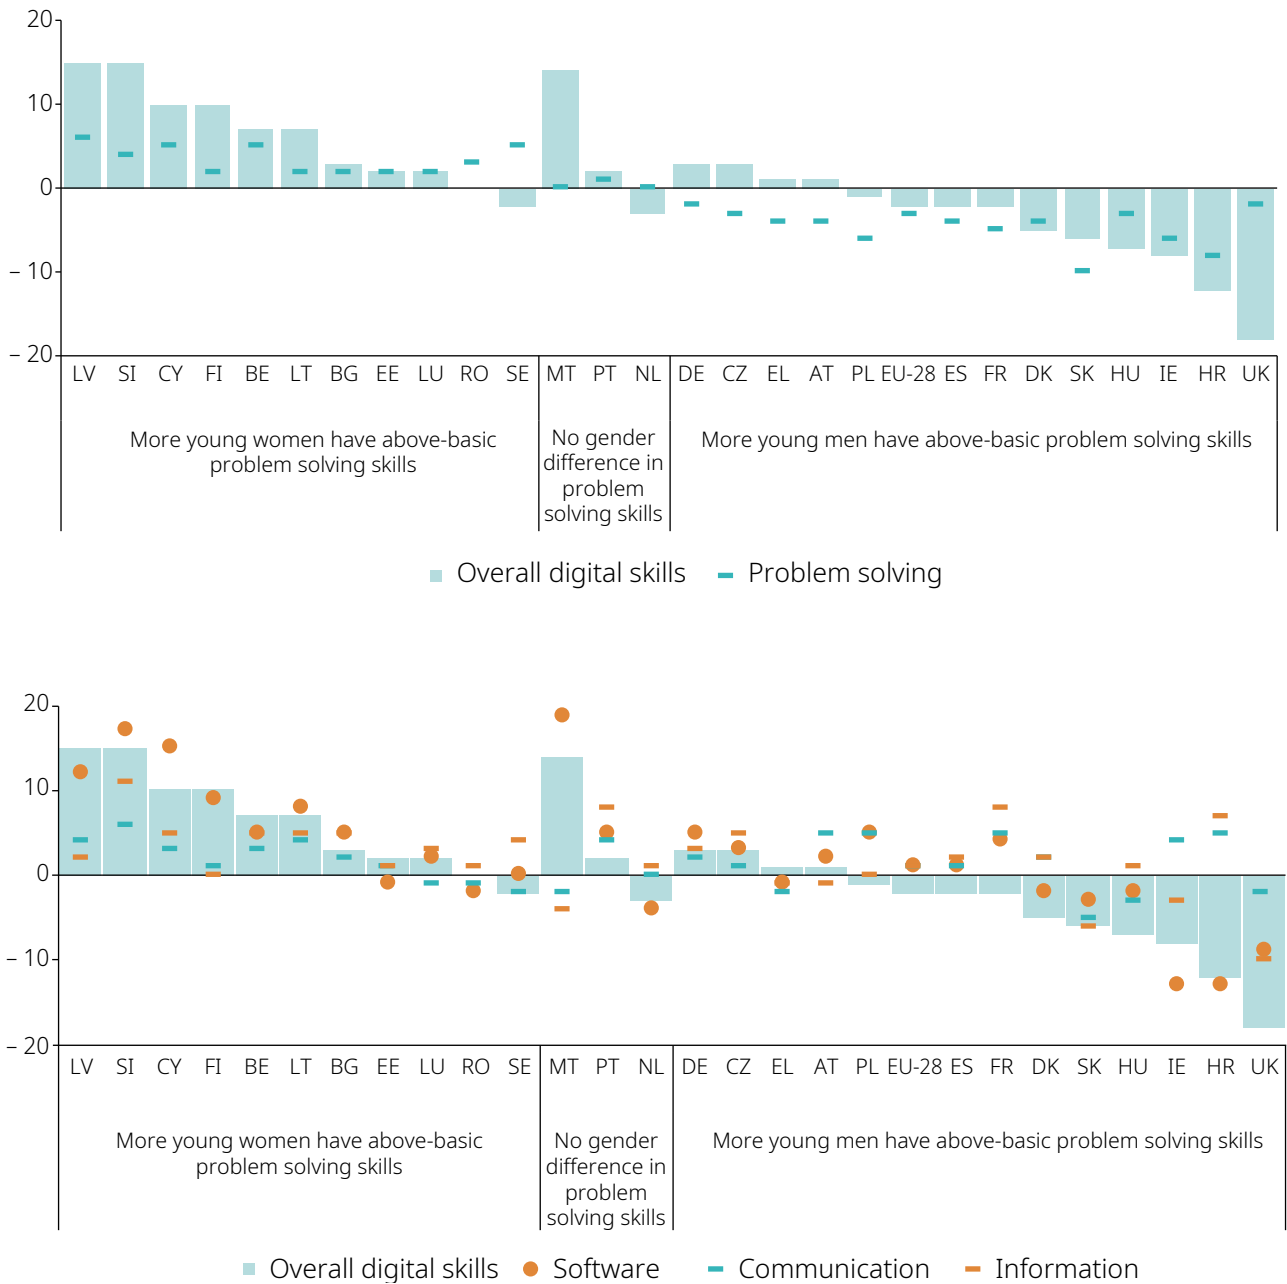 20
10
0
– 10
– 20
LV SI CY FI BE LT BG EE LU RO SE MT PT NL DE CZ EL AT PL EU-28 ES FR DK SK HU IE HR UK
More young women have above-basic
problem solving skills
No gender
difference in
problem
solving skills
More young men have above-basic problem solving skills
Overall digital skills Problem solving
20
10
0
– 10
– 20
LV SI CY FI BE LT BG EE LU RO SE MT PT NL DE CZ EL AT PL EU-28 ES FR DK SK HU IE HR UK
More young women have above-basic
problem solving skills
No gender
difference in
problem
solving skills
More young men have above-basic problem solving skills
Overall digital skills Software Communication Information